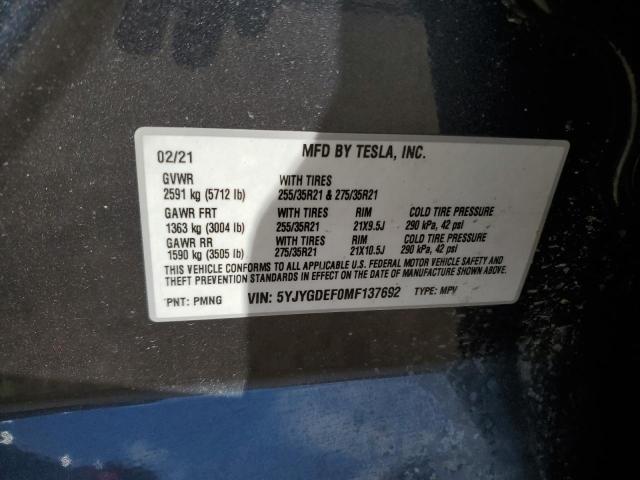 02/21 MFD BY TESLA, INC.
GVWR WITH TIRES
2591 kg (5712 lb) 255/35R21 & 275/35R21
GAWR FRT WITH TIRES RIM COLD TIRE PRESSURE
1363 kg (3004 lb) 255/35R21 21X9.5J 290 kPa, 42 psi
GAWR RR WITH TIRES RIM COLD TIRE PRESSURE
1590 kg (3505 lb) 275/35R21 21X10.5J 290 kPa, 42 psi
THIS VEHICLE CONFORMS TO ALL APPLICABLE U.S. FEDERAL MOTOR VEHICLE SAFETY AND
THEFT PREVENTION STANDARDS IN EFFECT ON THE DATE OF MANUFACTURE SHOWN ABOVE.
PNT: PMNG VIN: 5YJYGDEF0MF137692 TYPE: MPV